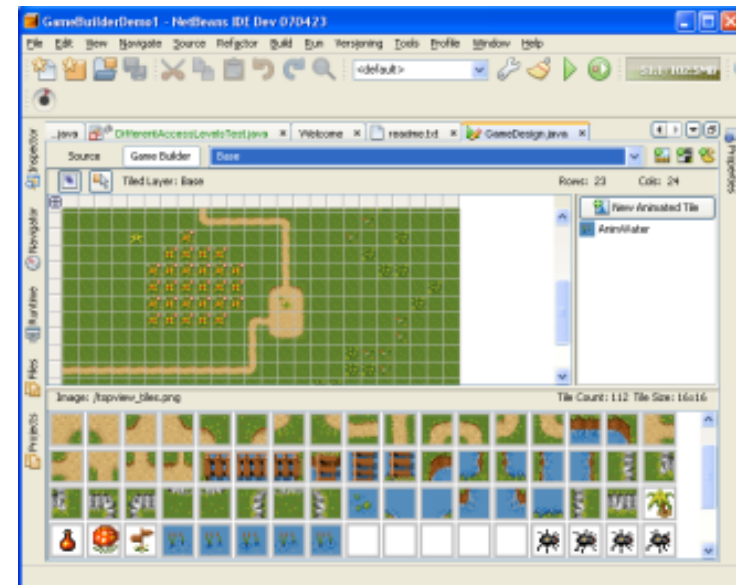 GameBuilderDemo1 - NetBeans IDE Dev 070423
File Edit View Navigate Source Refactor Build Run Versioning Tools Profile Window Help
<default>
...java DifferentAccessLevelsTest.java Welcome readme.txt GameDesign.java
Source Game Builder Base
Tiled Layer: Base Rows: 23 Cols: 24
New Animated Tile
AnimWater
Image: /topview_tiles.png Tile Count: 112 Tile Size: 16x16
Inspector
Navigator
Runtime
Files
Projects
Properties